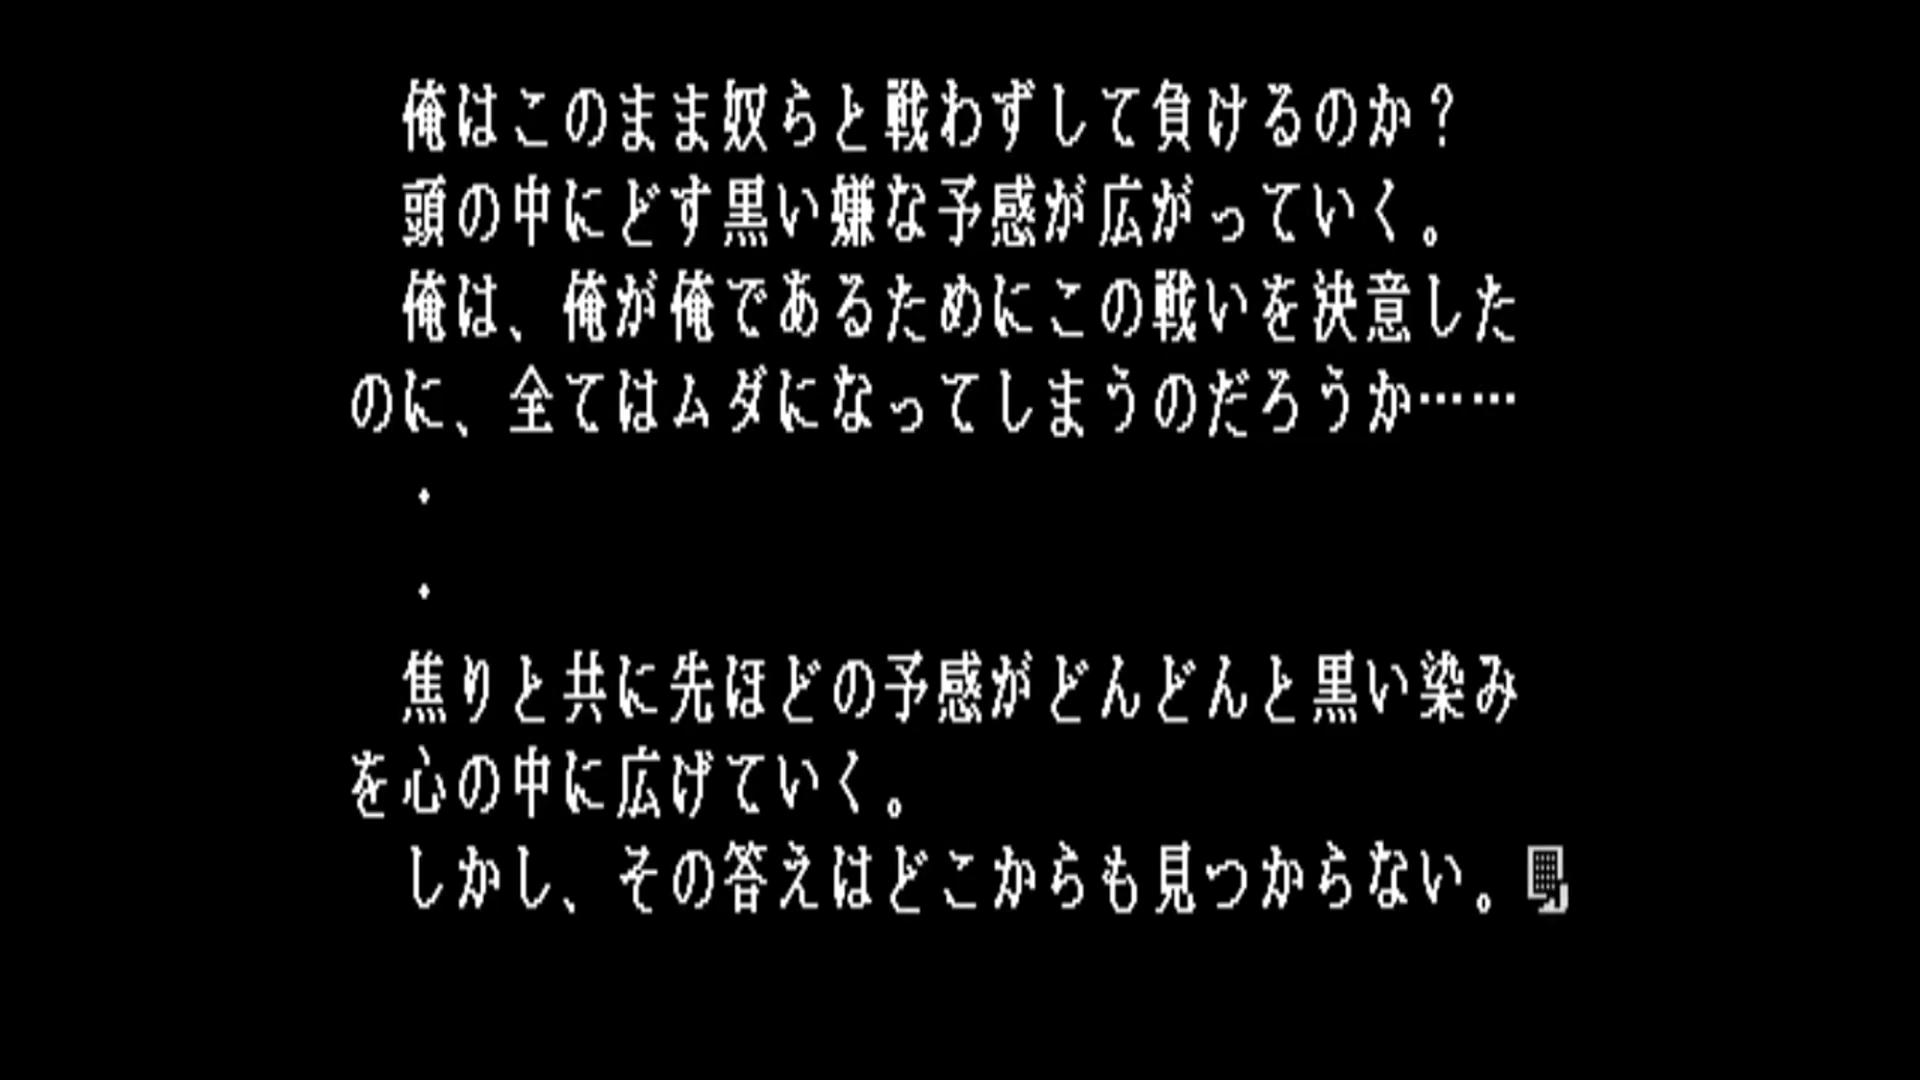 俺はこのまま奴らと戦わずして負けるのか?
頭の中にどす黒い嫌な予感が広がっていく。
俺は、俺が俺であるためにこの戦いを決意した
のに、全てはムダになってしまうのだろうか……
・
・
焦りと共に先ほどの予感がどんどんと黒い染み
を心の中に広げていく。
しかし、その答えはどこからも見つからない。